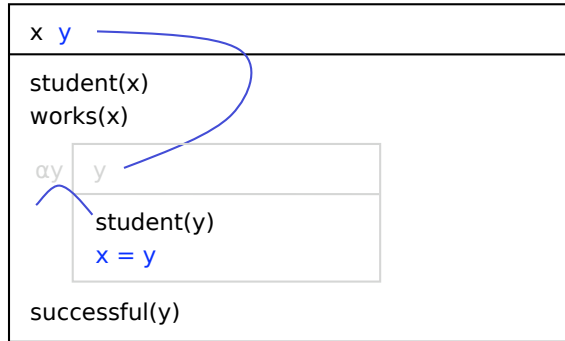 x y
student(x)
works(x)
αy y
student(y)
x = y
successful(y)